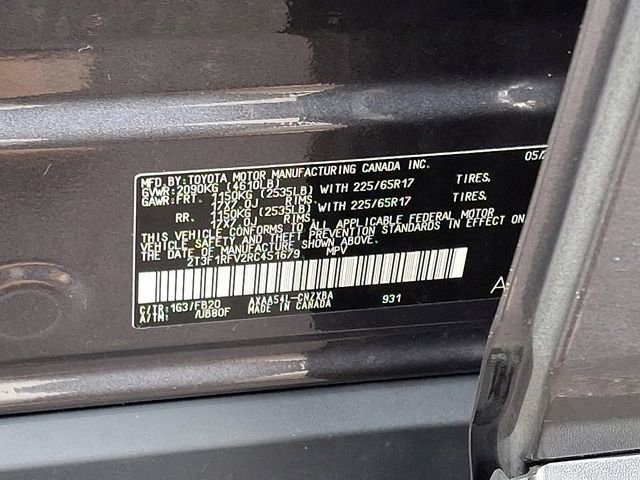 MFD.BY: TOYOTA MOTOR MANUFACTURING CANADA INC. 05/
GVWR: 2090KG (4610LB)
GAWR: FRT. 1150KG (2535LB) WITH 225/65R17 TIRES.
17X7.0J RIMS
RR. 1150KG (2535LB) WITH 225/65R17 TIRES.
17X7.0J RIMS.
THIS VEHICLE CONFORMS TO ALL APPLICABLE FEDERAL MOTOR
VEHICLE SAFETY AND BUMPER STANDARDS IN EFFECT ON
THE DATE OF MANUFACTURE SHOWN ABOVE.
2T3F1RFV2RC451679 MPV
C/TR: 1G3/FB20 AXAA54L-CNZXBA 931 A
A/TM: /UB80F MADE IN CANADA